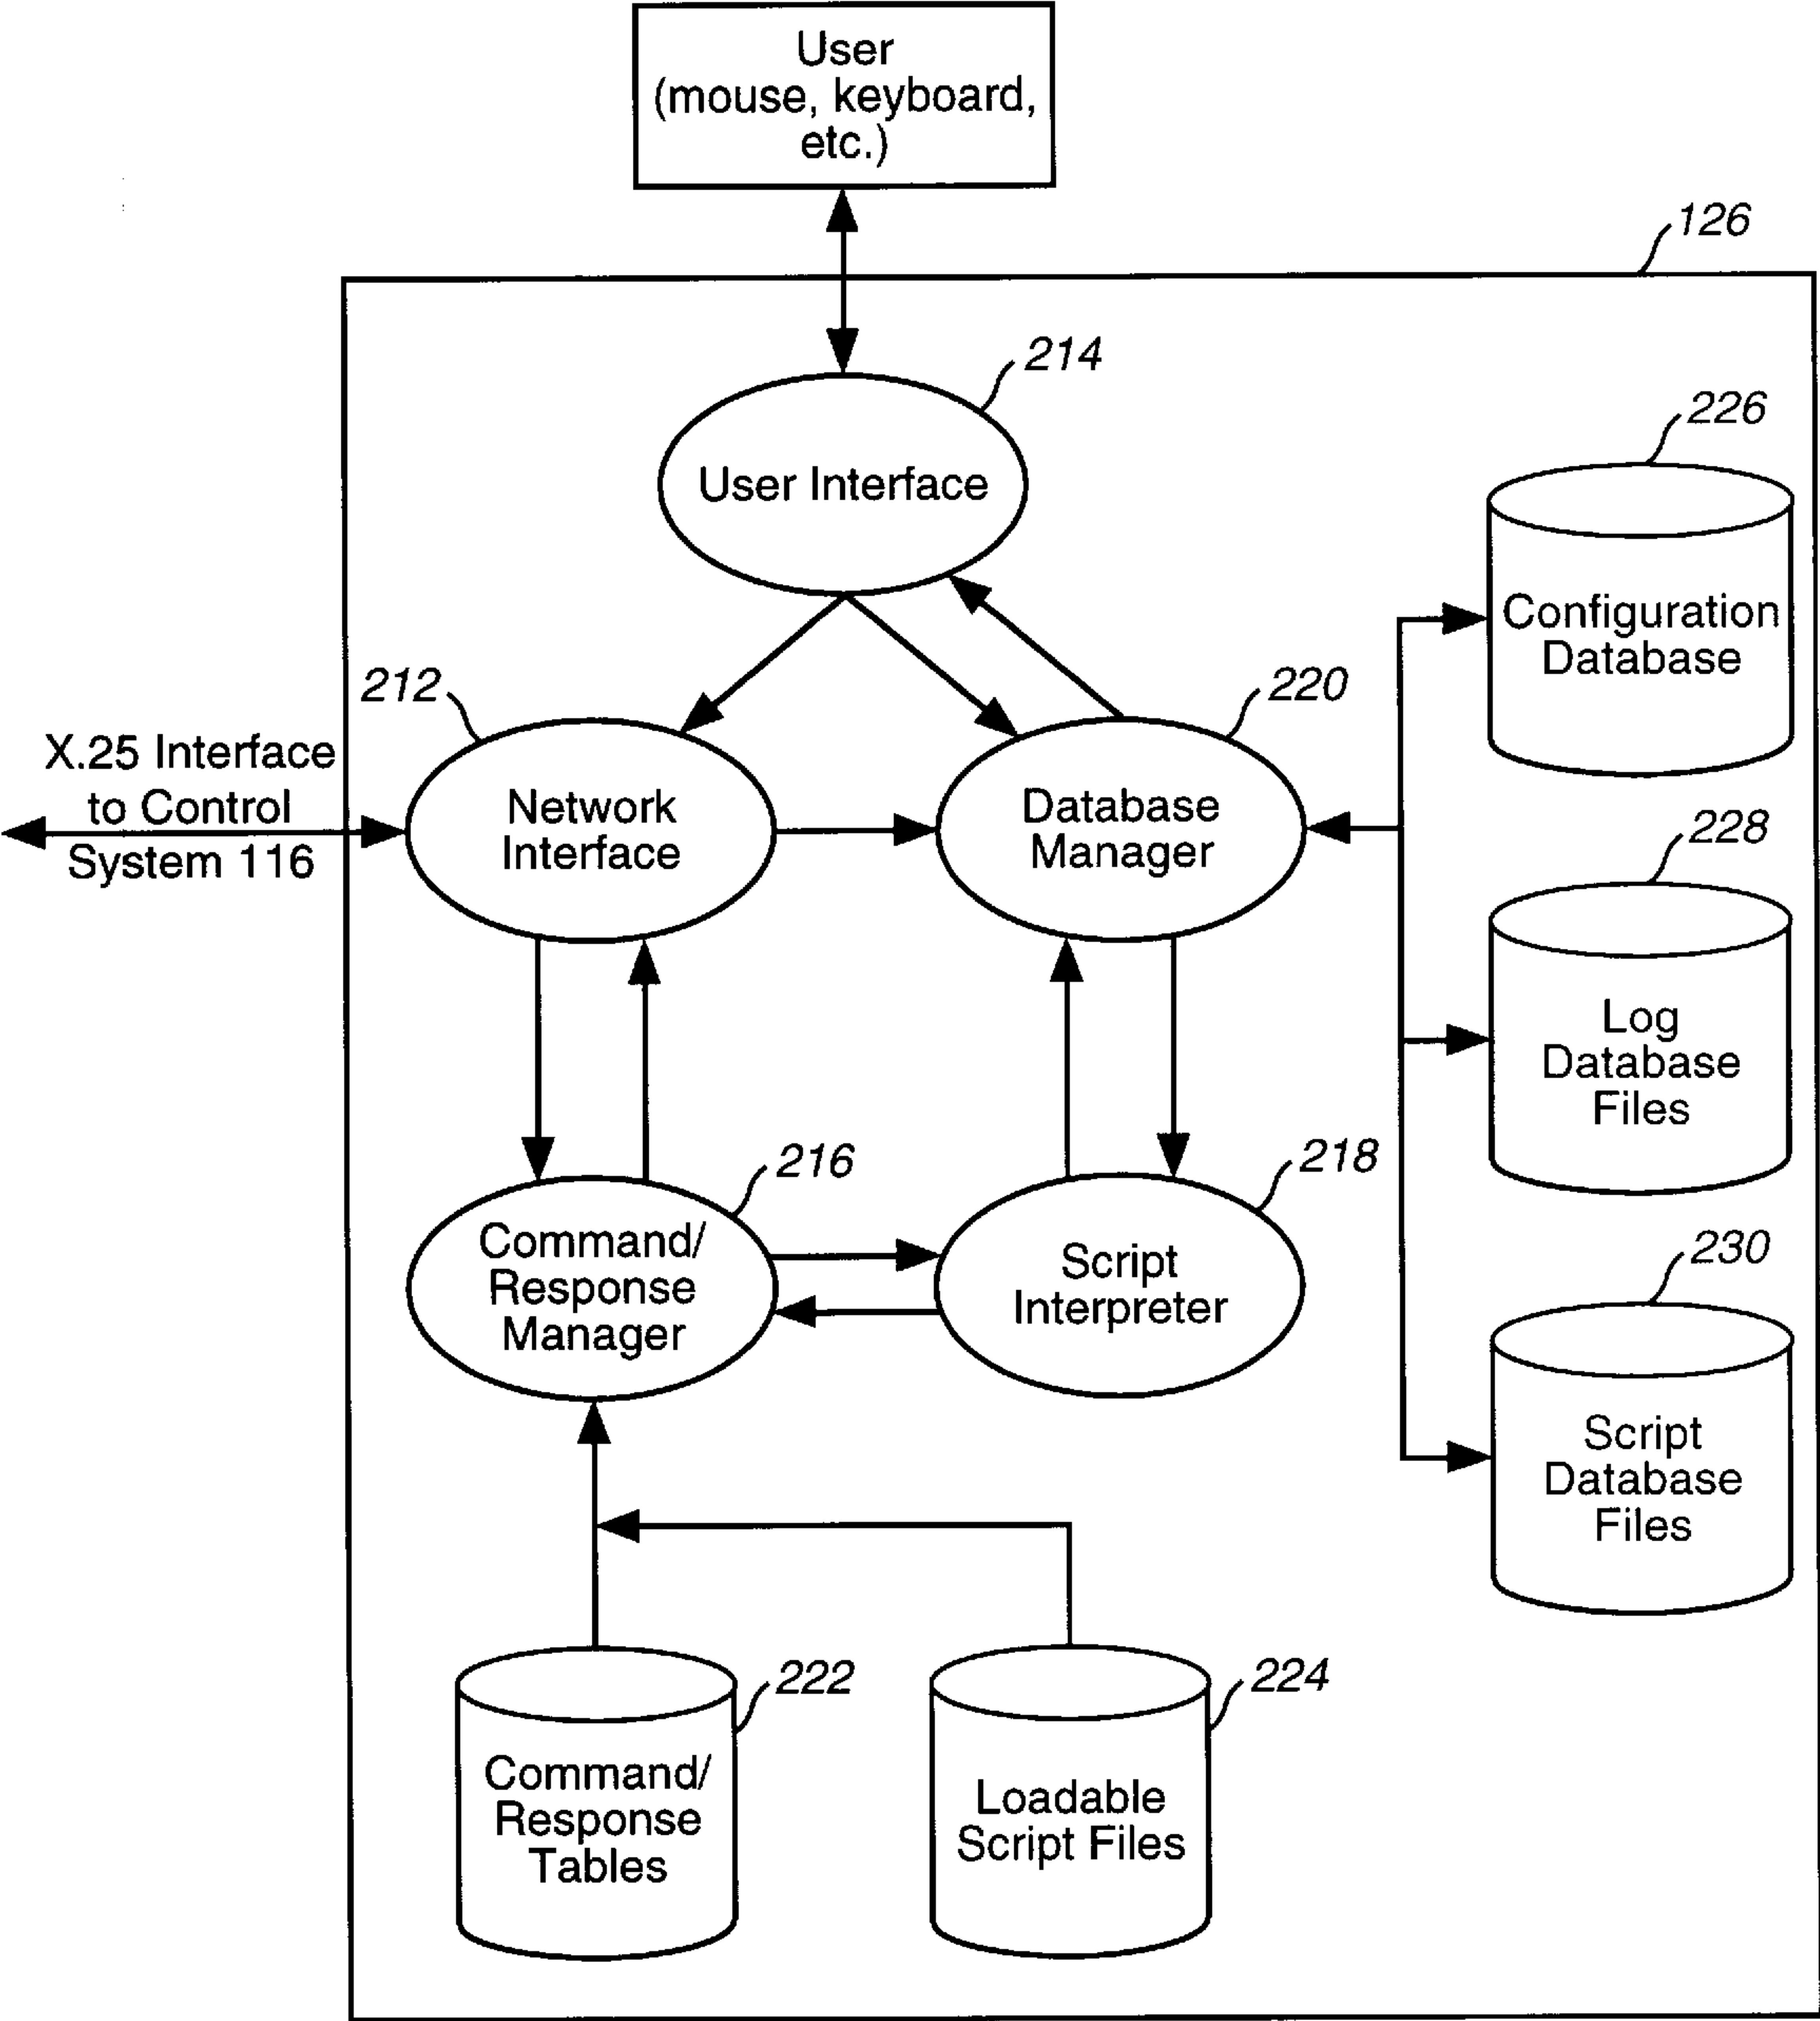 User
(mouse, keyboard,
etc.)
126
214
User Interface
226
Configuration
Database
212
220
X.25 Interface
to Control
System 116
Network
Interface
Database
Manager
228
Log
Database
Files
216
218
Command/
Response
Manager
Script
Interpreter
230
Script
Database
Files
222
224
Command/
Response
Tables
Loadable
Script Files